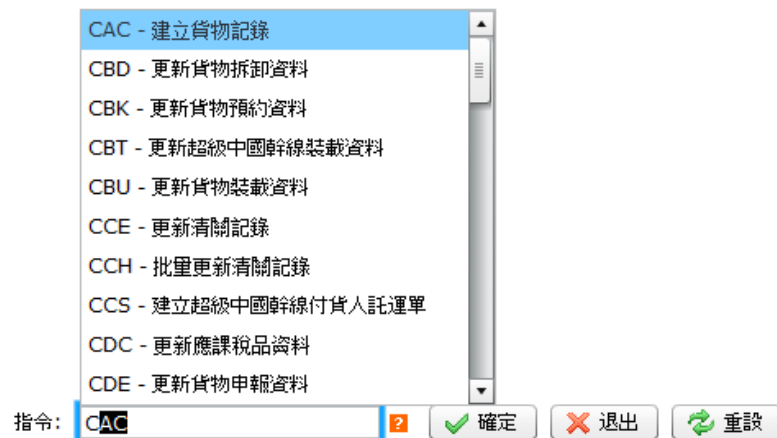 CAC - 建立貨物記錄
CBD - 更新貨物拆卸資料
CBK - 更新貨物預約資料
CBT - 更新超級中國幹線裝載資料
CBU - 更新貨物裝載資料
CCE - 更新清關記錄
CCH - 批量更新清關記錄
CCS - 建立超級中國幹線付貨人託運單
CDC - 更新應課稅品資料
CDE - 更新貨物申報資料
指令: CAC ? 確定 退出 重設